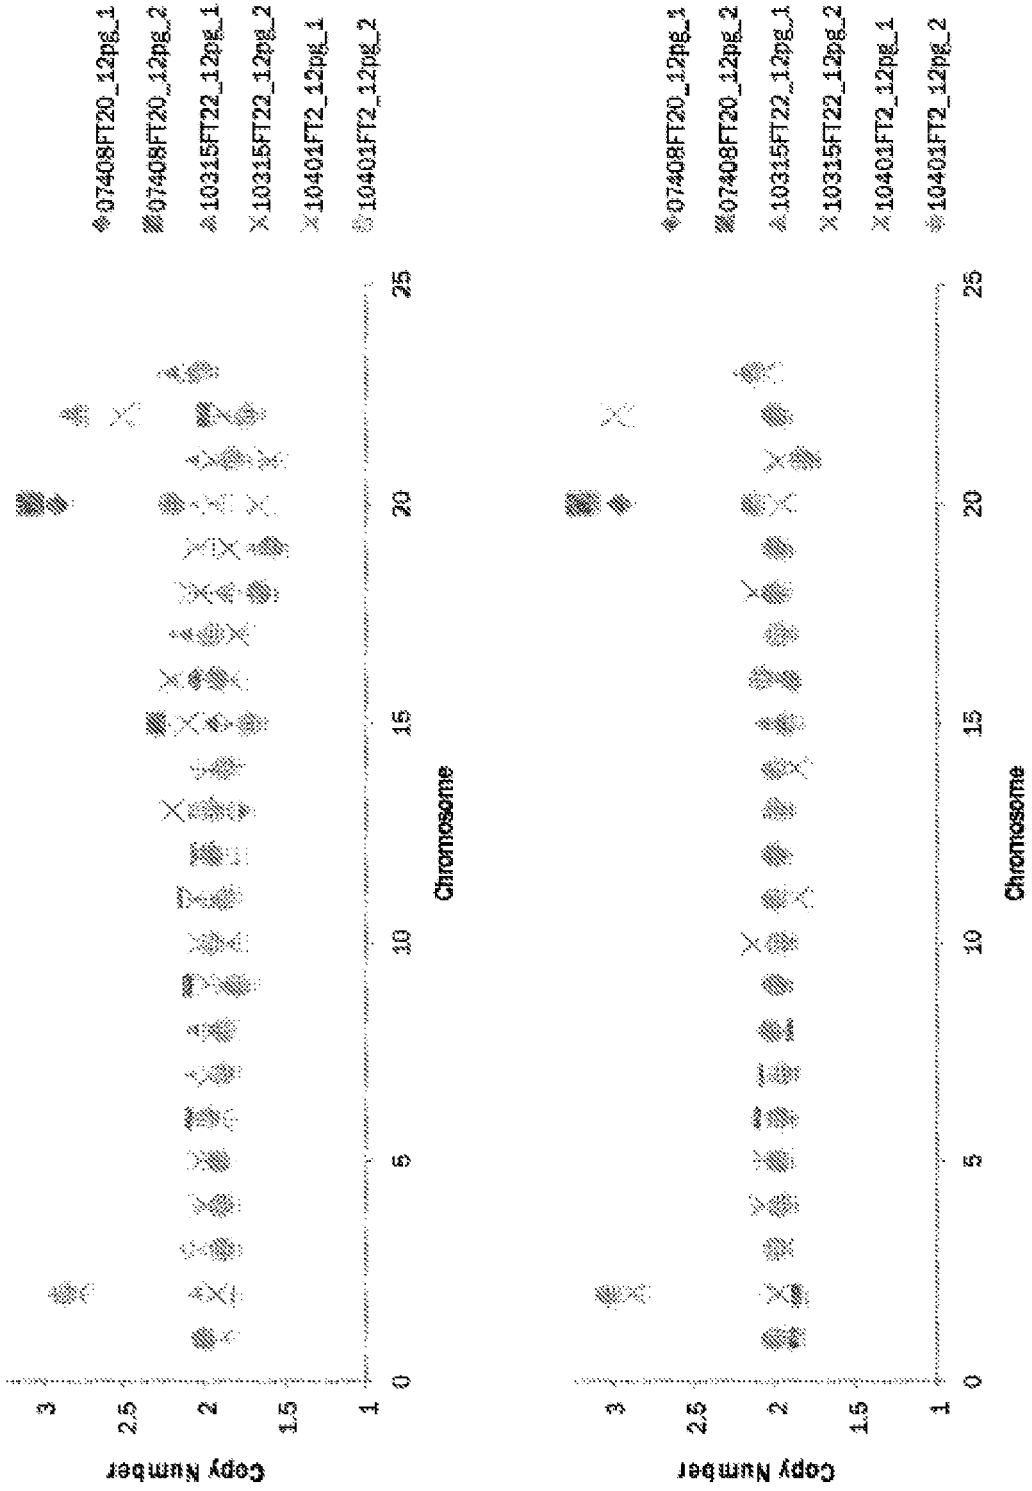 Copy Number
3
2.5
2
1.5
1
0
5
10
15
20
25
Chromosome
07408FT20_12pg_1
07408FT20_12pg_2
10315FT22_12pg_1
10315FT22_12pg_2
10401FT2_12pg_1
10401FT2_12pg_2
Copy Number
3
2.5
2
1.5
1
0
5
10
15
20
25
Chromosome
07408FT20_12pg_1
07408FT20_12pg_2
10315FT22_12pg_1
10315FT22_12pg_2
10401FT2_12pg_1
10401FT2_12pg_2